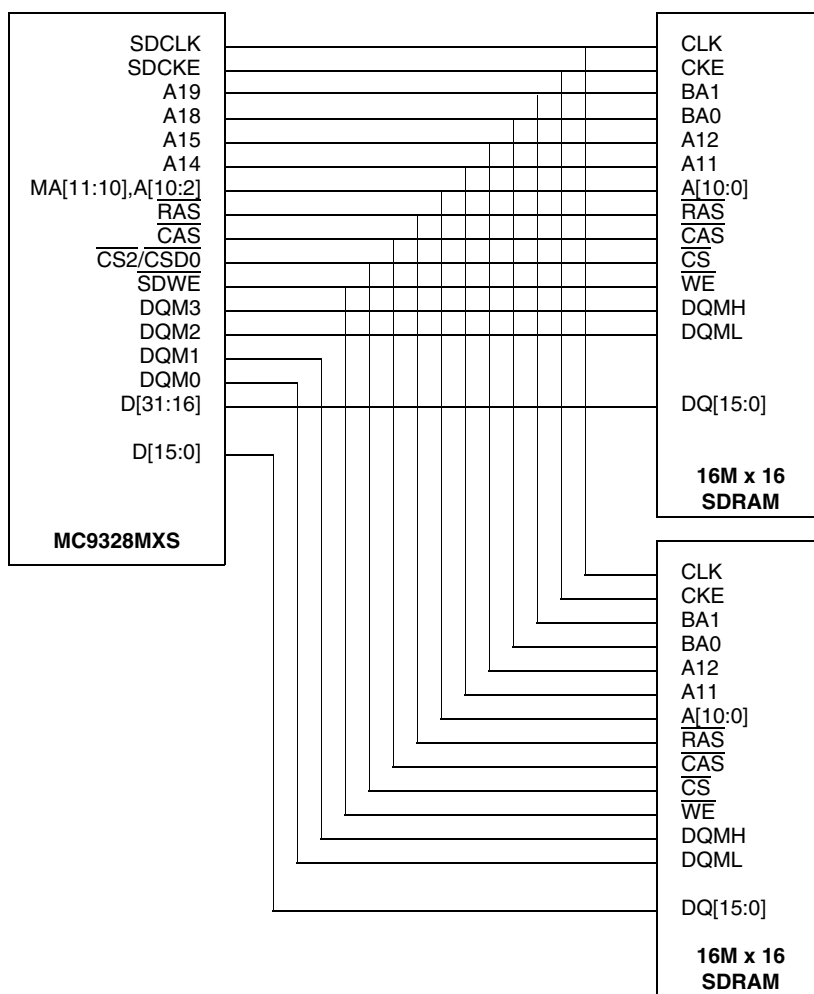 SDCLK
SDCKE
A19
A18
A15
A14
MA[11:10],A[10:2]
RAS
CAS
CS2/CSD0
SDWE
DQM3
DQM2
DQM1
DQM0
D[31:16]
D[15:0]
MC9328MXS
CLK
CKE
BA1
BA0
A12
A11
A[10:0]
RAS
CAS
CS
WE
DQMH
DQML
DQ[15:0]
16M x 16
SDRAM
CLK
CKE
BA1
BA0
A12
A11
A[10:0]
RAS
CAS
CS
WE
DQMH
DQML
DQ[15:0]
16M x 16
SDRAM